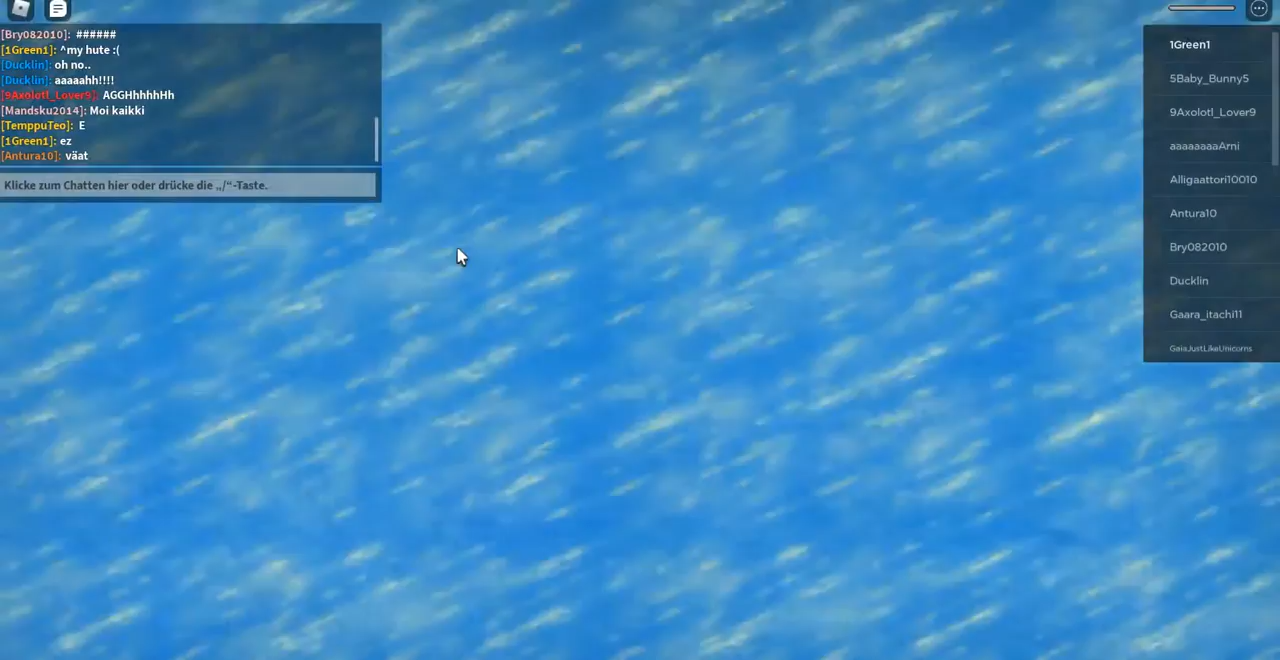 [Bry082010]: ######
[1Green1]: ^my hute :(
[Ducklin]: oh no..
[Ducklin]: aaaaahh!!!!
[9Axolotl_Lover9]: AGGHhhhhHh
[Mandsku2014]: Moi kaikki
[TemppuTeo]: E
[1Green1]: ez
[Antura10]: väat
Klicke zum Chatten hier oder drücke die „/“-Taste.
1Green1
5Baby_Bunny5
9Axolotl_Lover9
aaaaaaaaArni
Alligaattori10010
Antura10
Bry082010
Ducklin
Gaara_itachi11
GaiaJustLikeUnicorns